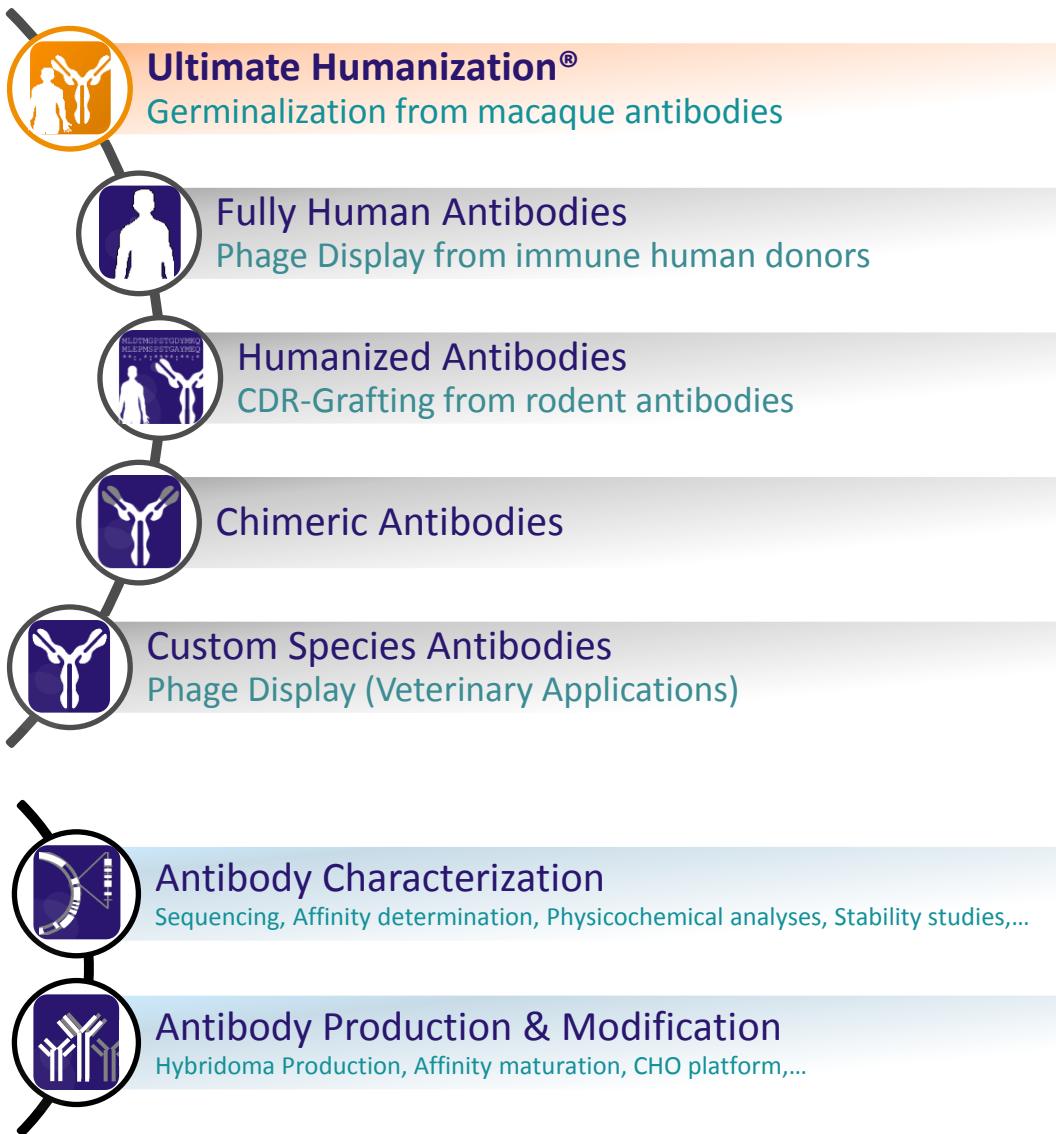 Ultimate Humanization®
Germinalization from macaque antibodies
Fully Human Antibodies
Phage Display from immune human donors
MLDTMGPSTGDYMKQ
MLEPMSPSTGAYMEQ
Humanized Antibodies
CDR-Grafting from rodent antibodies
Chimeric Antibodies
Custom Species Antibodies
Phage Display (Veterinary Applications)
Antibody Characterization
Sequencing, Affinity determination, Physicochemical analyses, Stability studies,...
Antibody Production & Modification
Hybridoma Production, Affinity maturation, CHO platform,...